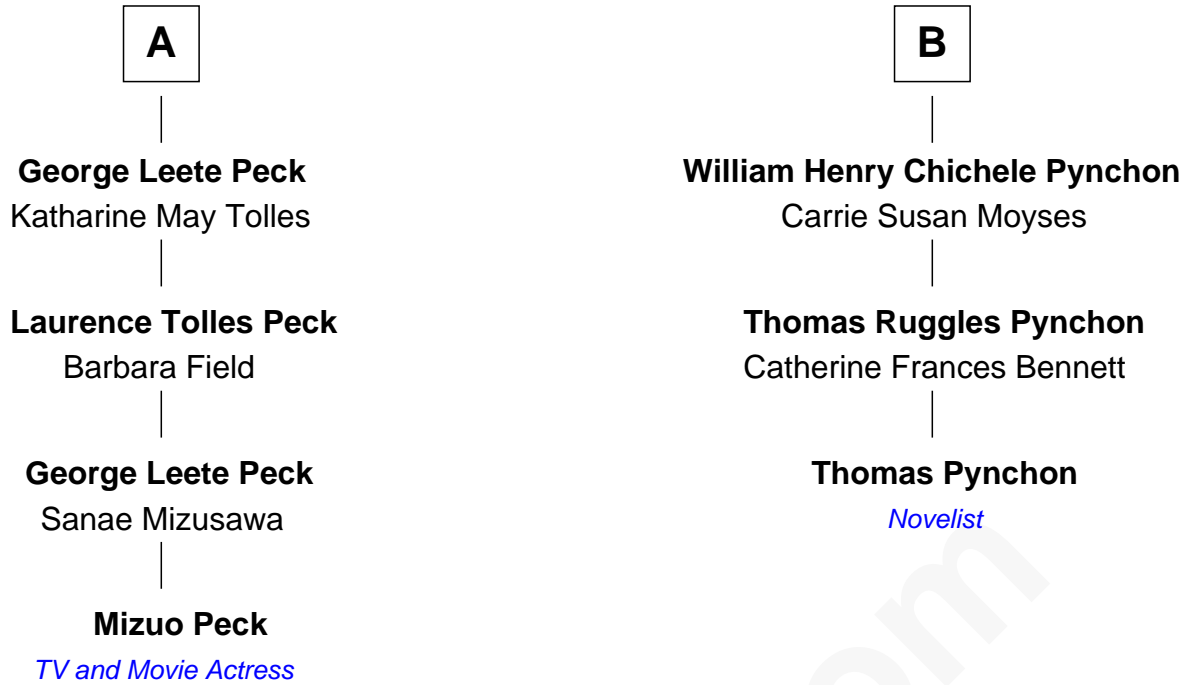 A
George Leete Peck
Katharine May Tolles
Laurence Tolles Peck
Barbara Field
George Leete Peck
Sanae Mizusawa
Mizuo Peck
TV and Movie Actress
B
William Henry Chichele Pynchon
Carrie Susan Moyses
Thomas Ruggles Pynchon
Catherine Frances Bennett
Thomas Pynchon
Novelist
om